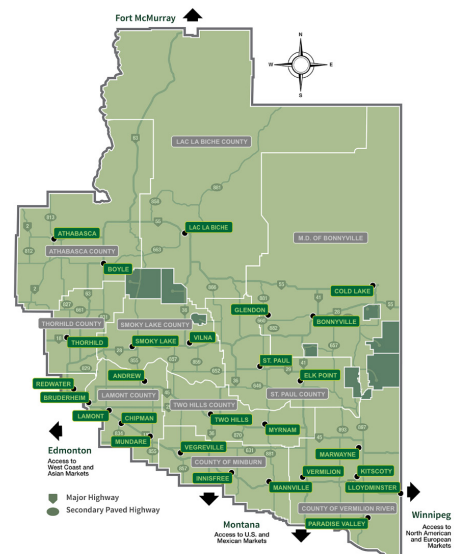 Fort McMurray
N
W
E
S
LAC LA BICHE COUNTY
ATHABASCA
LAC LA BICHE
M.D. OF BONNYVILLE
ATHABASCA COUNTY
BOYLE
COLD LAKE
GLENDON
BONNYVILLE
THORHILD COUNTY
SMOKY LAKE COUNTY
THORHILD
SMOKY LAKE
VILNA
ST. PAUL
ANDREW
ELK POINT
REDWATER
LAMONT COUNTY
ST. PAUL COUNTY
BRUDERHEIM
TWO HILLS COUNTY
LAMONT
TWO HILLS
CHIPMAN
MYRNAM
MUNDARE
MARWAYNE
VEGREVILLE
COUNTY OF MINBURN
VERMILION
KITSCOTY
INNISFREE
MANNVILLE
LLOYDMINSTER
COUNTY OF VERMILION RIVER
PARADISE VALLEY
Edmonton
Access to
West Coast and
Asian Markets
Major Highway
Secondary Paved Highway
Montana
Access to U.S. and
Mexican Markets
Winnipeg
Access to
North American
and European
Markets